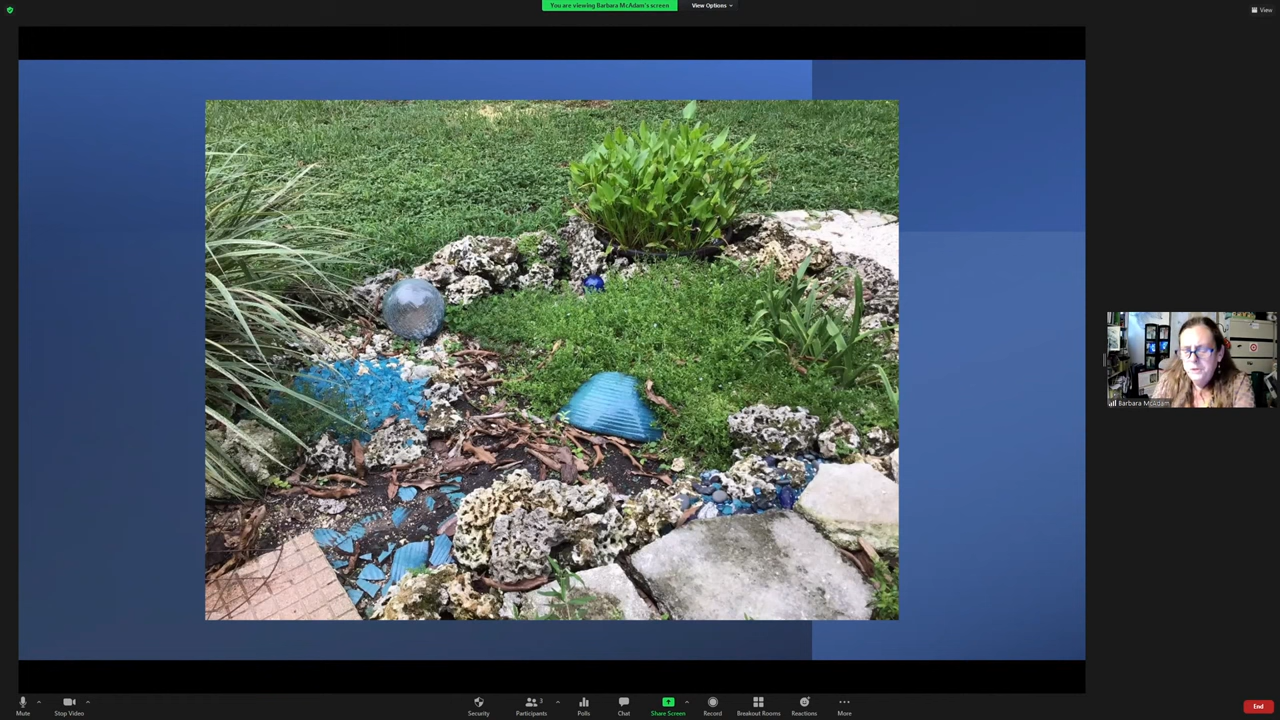 You are viewing Barbara McAdam's screen
View Options
View
Barbara McAdam
Mute
Stop Video
Security
Participants
3
Polls
Chat
Share Screen
Record
Breakout Rooms
Reactions
More
End